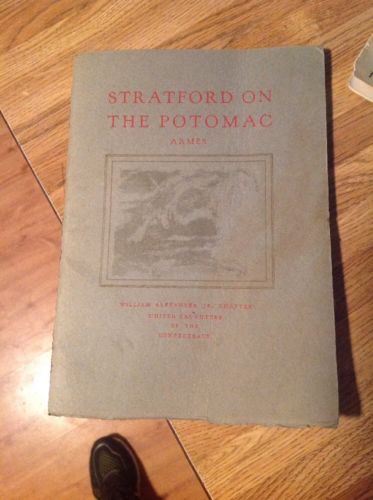 STRATFORD ON
THE POTOMAC
ARMES
WILLIAM ALEXANDER JR. CHAPTER
UNITED DAUGHTERS
OF THE
CONFEDERACY